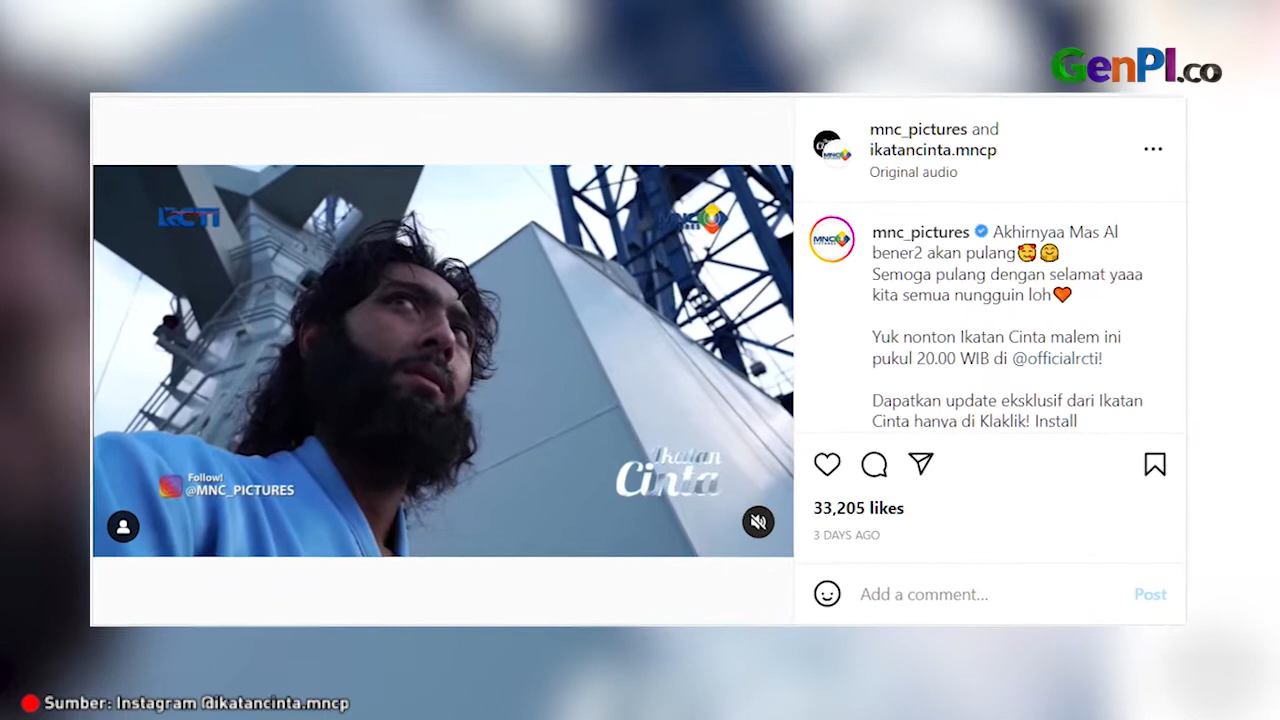 GenPI.co
mnc_pictures and
ikatancinta.mncp
Original audio
RCTI
MNC
PICTURES
mnc_pictures Akhirnyaa Mas Al
bener2 akan pulang🥰🤗
Semoga pulang dengan selamat yaaa
kita semua nungguin loh🧡
Yuk nonton Ikatan Cinta malem ini
pukul 20.00 WIB di @officialrcti!
Dapatkan update eksklusif dari Ikatan
Cinta hanya di Klaklik! Install
Ikatan
Cinta
Follow!
@MNC_PICTURES
33,205 likes
3 DAYS AGO
Add a comment...
Post
Sumber: Instagram @ikatancinta.mncp